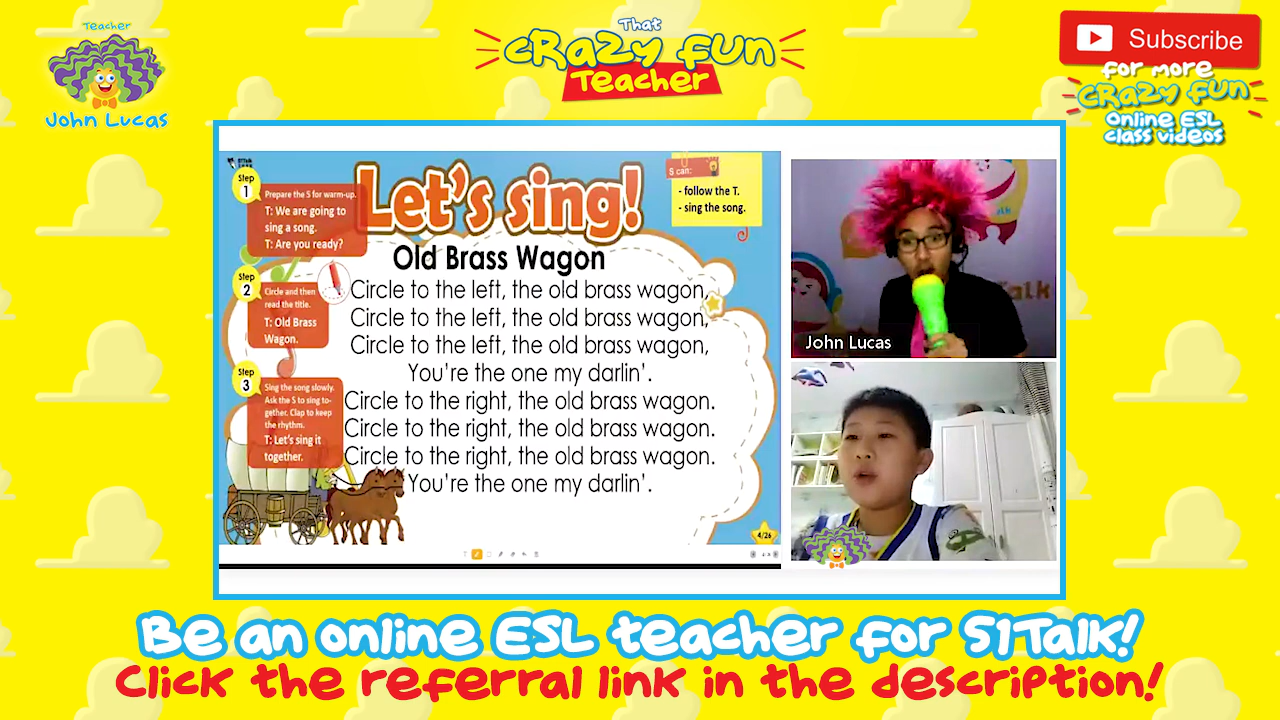 Teacher
John Lucas
That
Crazy Fun
Teacher
Subscribe
for more
Crazy Fun
Online ESL
class videos
Step
1
Prepare the S for warm-up.
T: We are going to
sing a song.
T: Are you ready?
Let's sing!
S can:
- follow the T.
- sing the song.
Old Brass Wagon
Step
2
Circle and then
read the title.
T: Old Brass
Wagon.
Circle to the left, the old brass wagon,
Circle to the left, the old brass wagon,
Circle to the left, the old brass wagon,
You're the one my darlin'.
Step
3
Sing the song slowly.
Ask the S to sing to-
gether. Clap to keep
the rhythm.
T: Let's sing it
together.
Circle to the right, the old brass wagon.
Circle to the right, the old brass wagon.
Circle to the right, the old brass wagon.
You're the one my darlin'.
4/26
Talk
John Lucas
Be an online ESL teacher for 51Talk!
Click the referral link in the description!